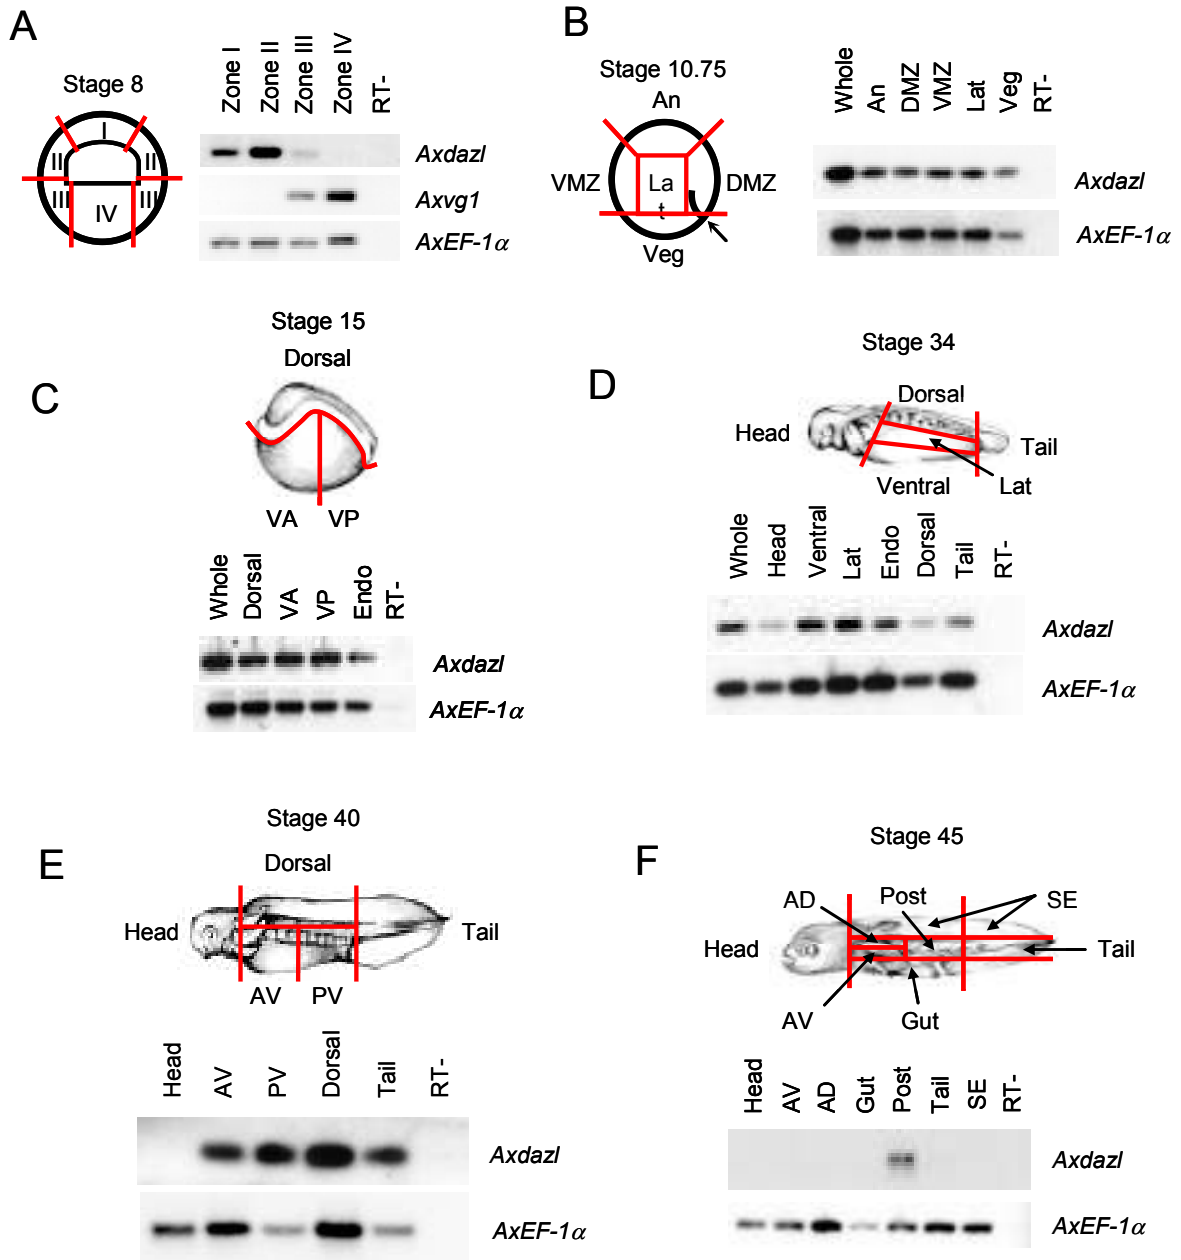 A
Stage 8
I
II
II
III
III
IV
Zone I
Zone II
Zone III
Zone IV
RT-
Axdazl
Axvg1
AxEF-1α
B
Stage 10.75
An
VMZ
La
t
DMZ
Veg
Whole
An
DMZ
VMZ
Lat
Veg
RT-
Axdazl
AxEF-1α
C
Stage 15
Dorsal
VA
VP
Whole
Dorsal
VA
VP
Endo
RT-
Axdazl
AxEF-1α
D
Stage 34
Dorsal
Head
Tail
Ventral
Lat
Whole
Head
Ventral
Lat
Endo
Dorsal
Tail
RT-
Axdazl
AxEF-1α
E
Stage 40
Dorsal
Head
Tail
AV
PV
Head
AV
PV
Dorsal
Tail
RT-
Axdazl
AxEF-1α
F
Stage 45
AD
Post
SE
Head
Tail
AV
Gut
Head
AV
AD
Gut
Post
Tail
SE
RT-
Axdazl
AxEF-1α